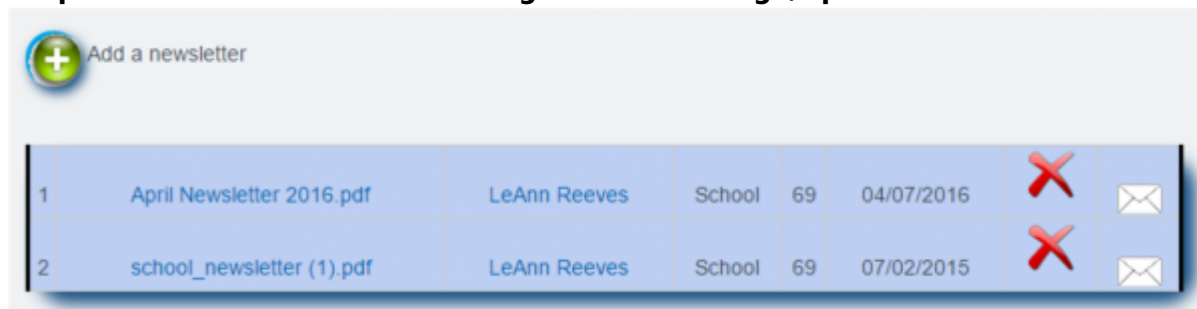 Add a newsletter
1 April Newsletter 2016.pdf LeAnn Reeves School 69 04/07/2016
2 school_newsletter (1).pdf LeAnn Reeves School 69 07/02/2015